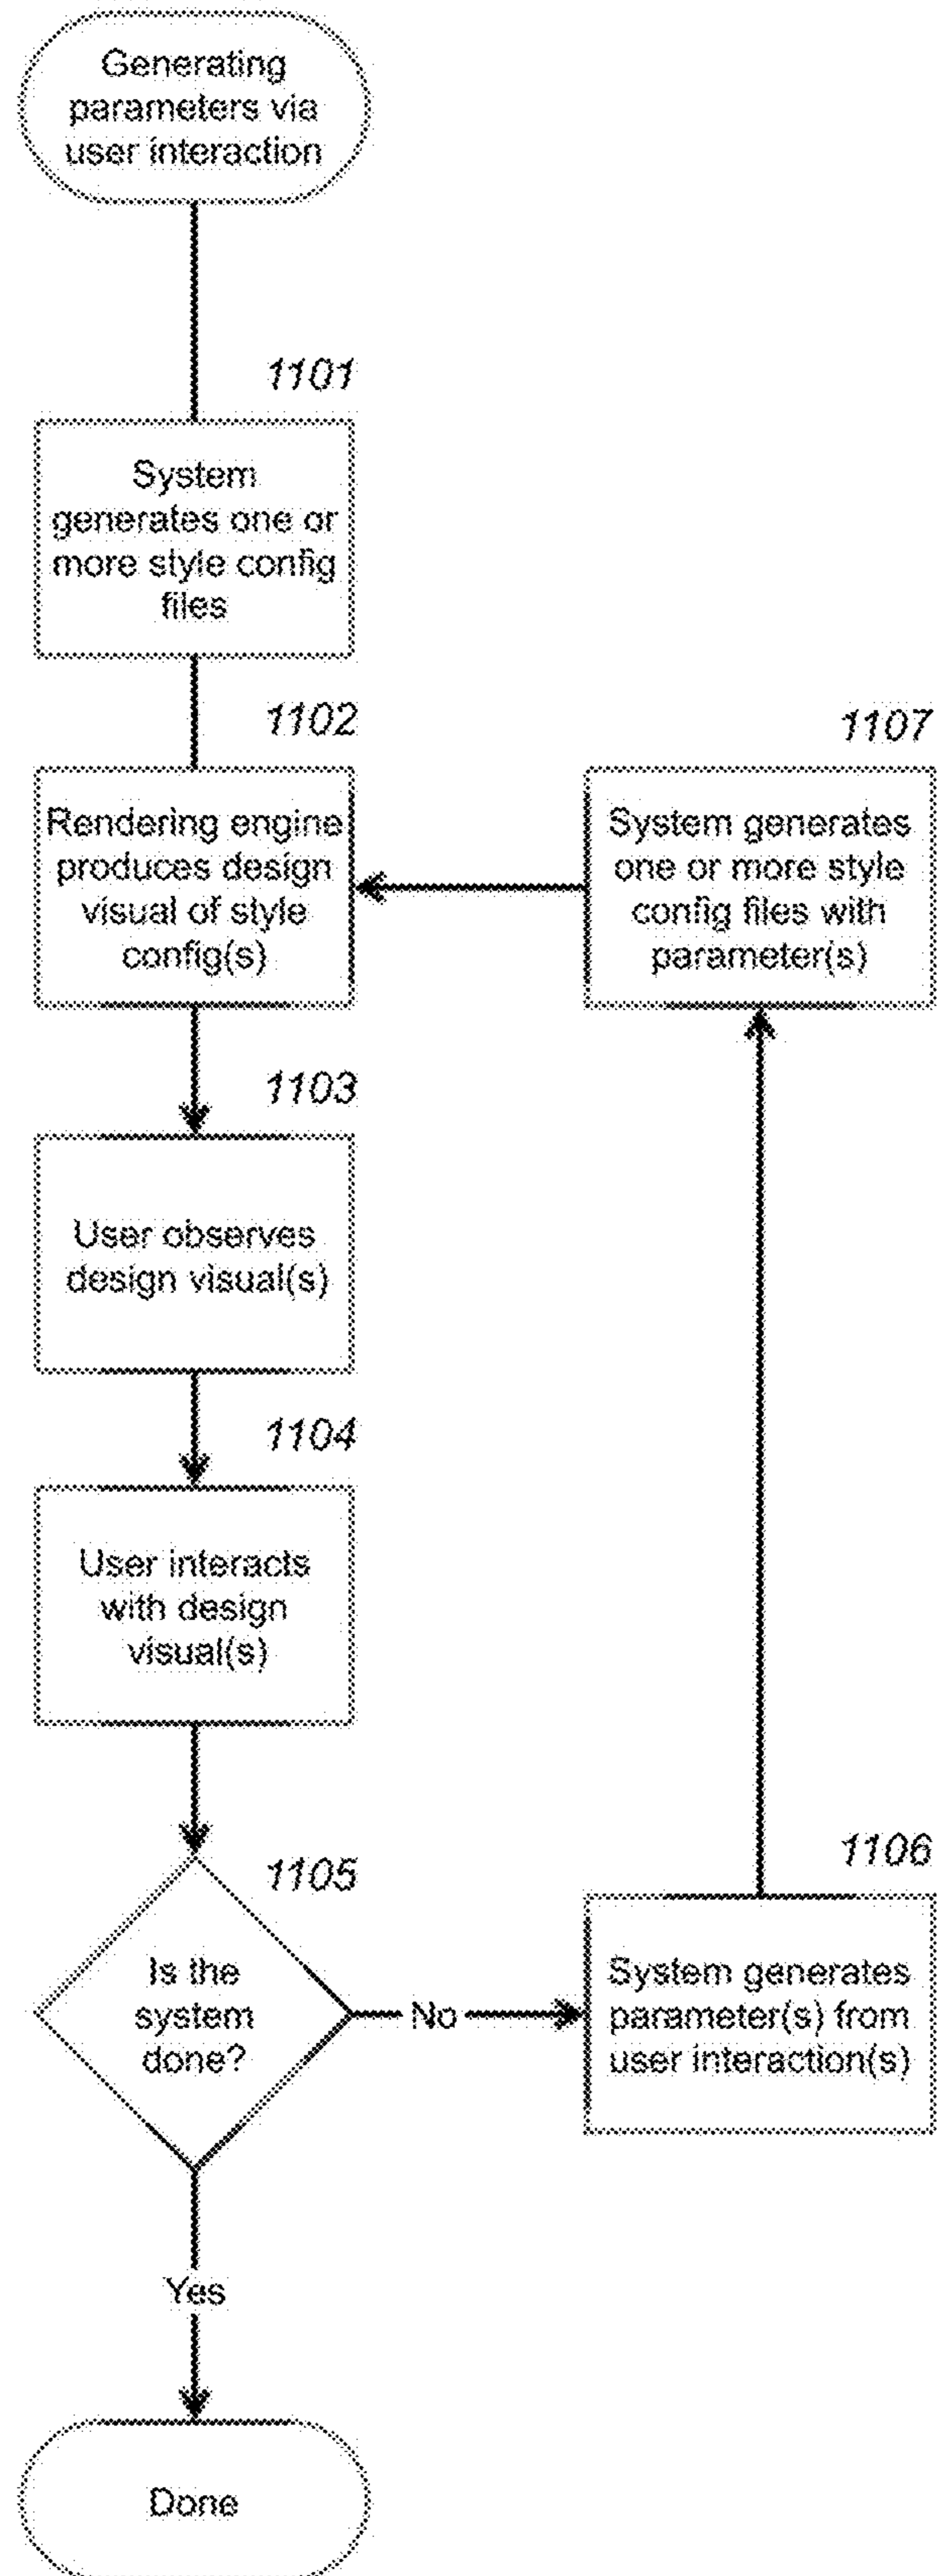 Generating
parameters via
user interaction
1101
System
generates one or
more style config
files
1102
Rendering engine
produces design
visual of style
config(s)
1107
System generates
one or more style
config files with
parameter(s)
1103
User observes
design visual(s)
1104
User interacts
with design
visual(s)
1105
Is the
system
done?
No
1106
System generates
parameter(s) from
user interaction(s)
Yes
Done